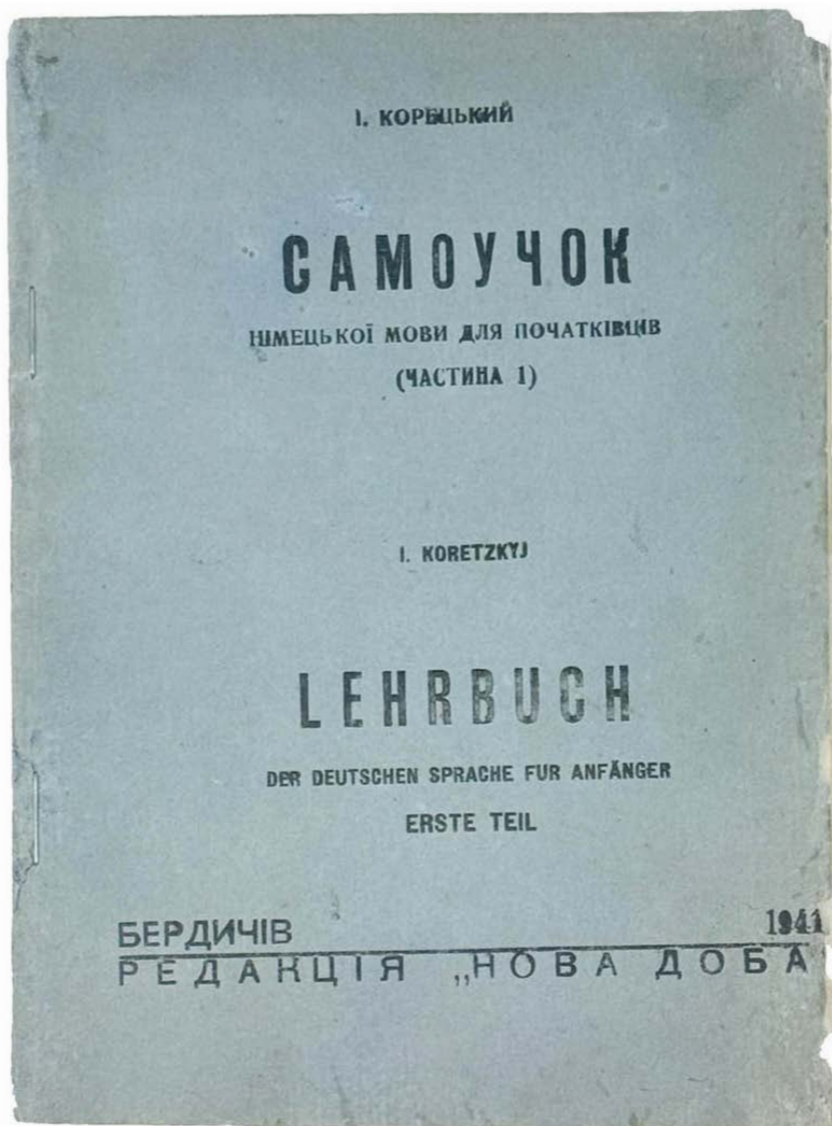 І. КОРЕЦЬКИЙ
САМОУЧОК
НІМЕЦЬКОЇ МОВИ ДЛЯ ПОЧАТКІВЦІВ
(ЧАСТИНА 1)
I. KORETZKYJ
LEHRBUCH
DER DEUTSCHEN SPRACHE FUR ANFÄNGER
ERSTE TEIL
БЕРДИЧІВ 1941
РЕДАКЦІЯ „НОВА ДОБА